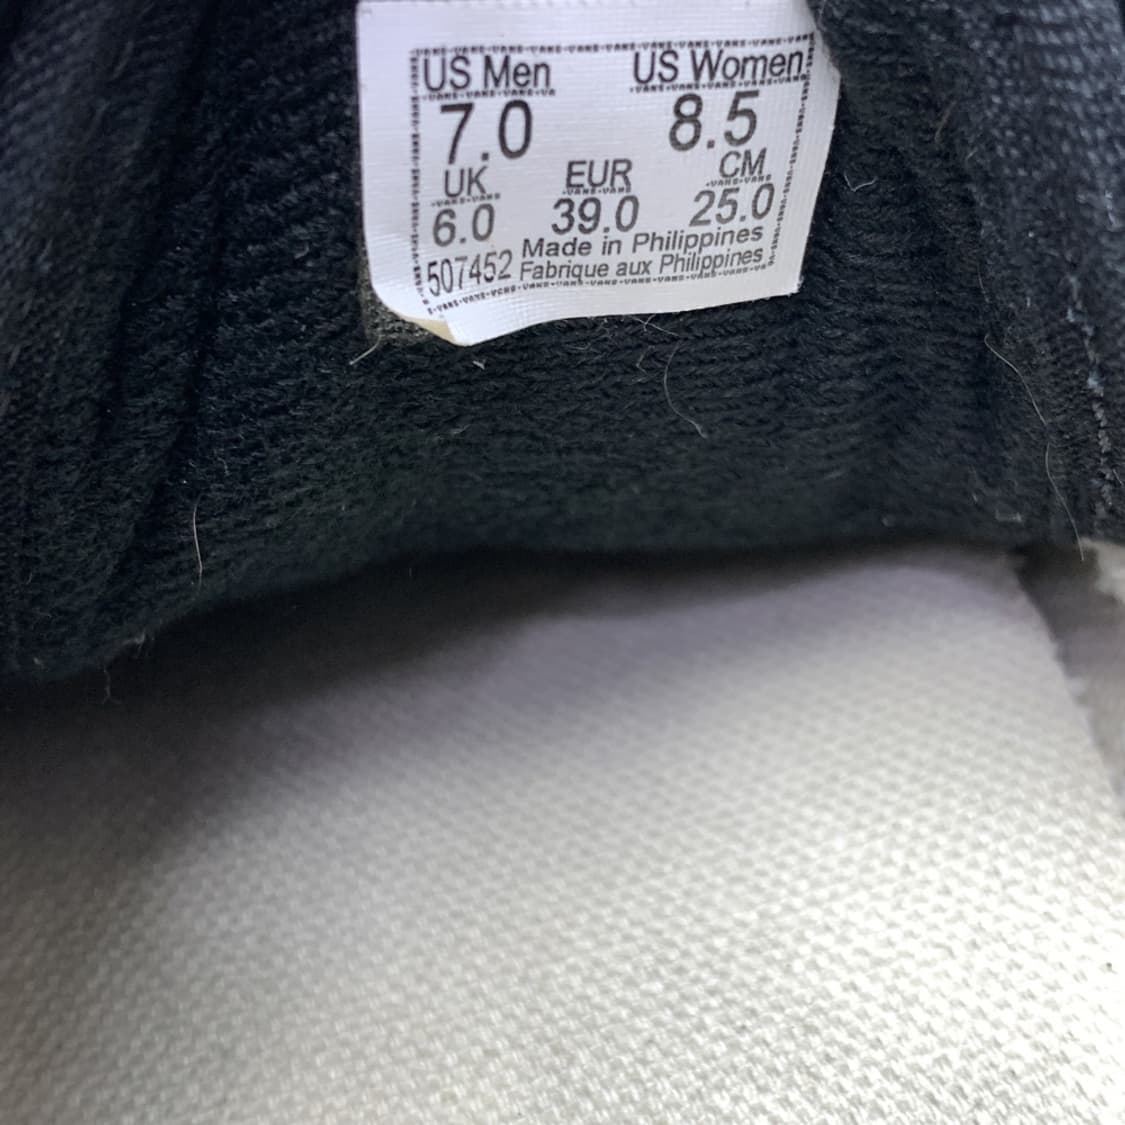 US Men US Women
7.0 8.5
UK EUR CM
6.0 39.0 25.0
507452 Made in Philippines
Fabrique aux Philippines